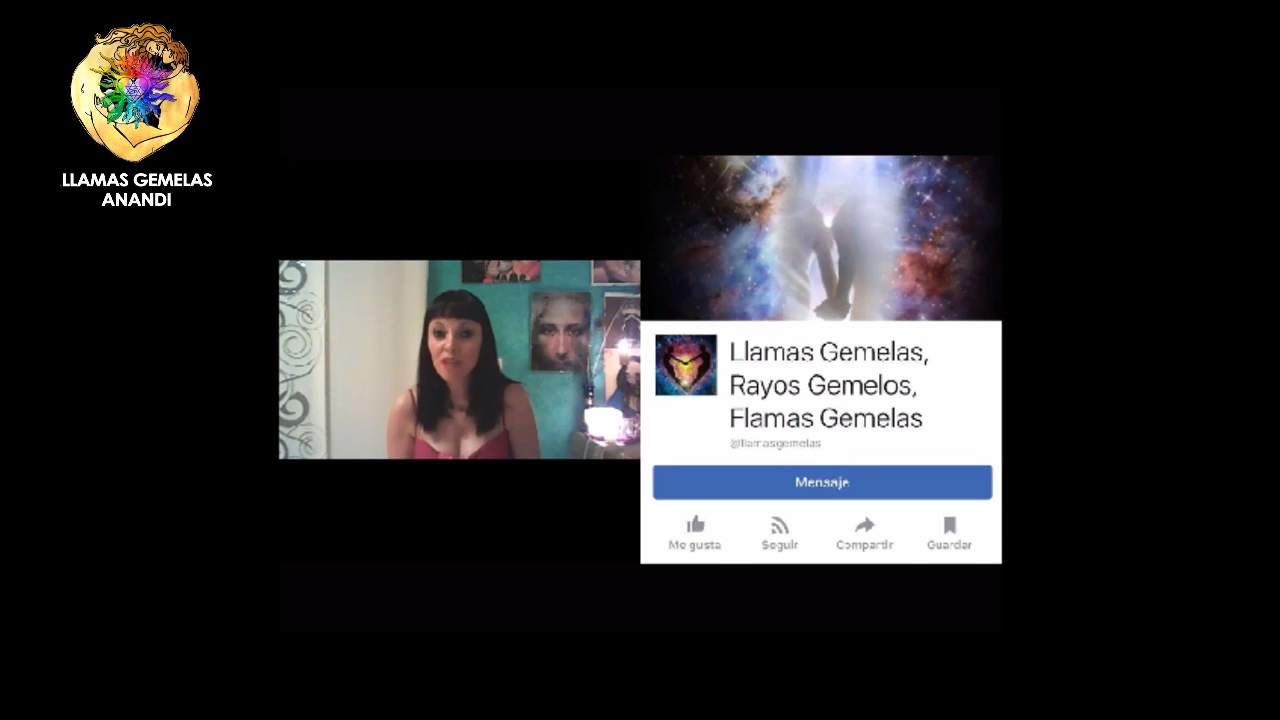 LLAMAS GEMELAS
ANANDI
Llamas Gemelas,
Rayos Gemelos,
Flamas Gemelas
@llamasgemelas
Mensaje
Me gusta
Seguir
Compartir
Guardar